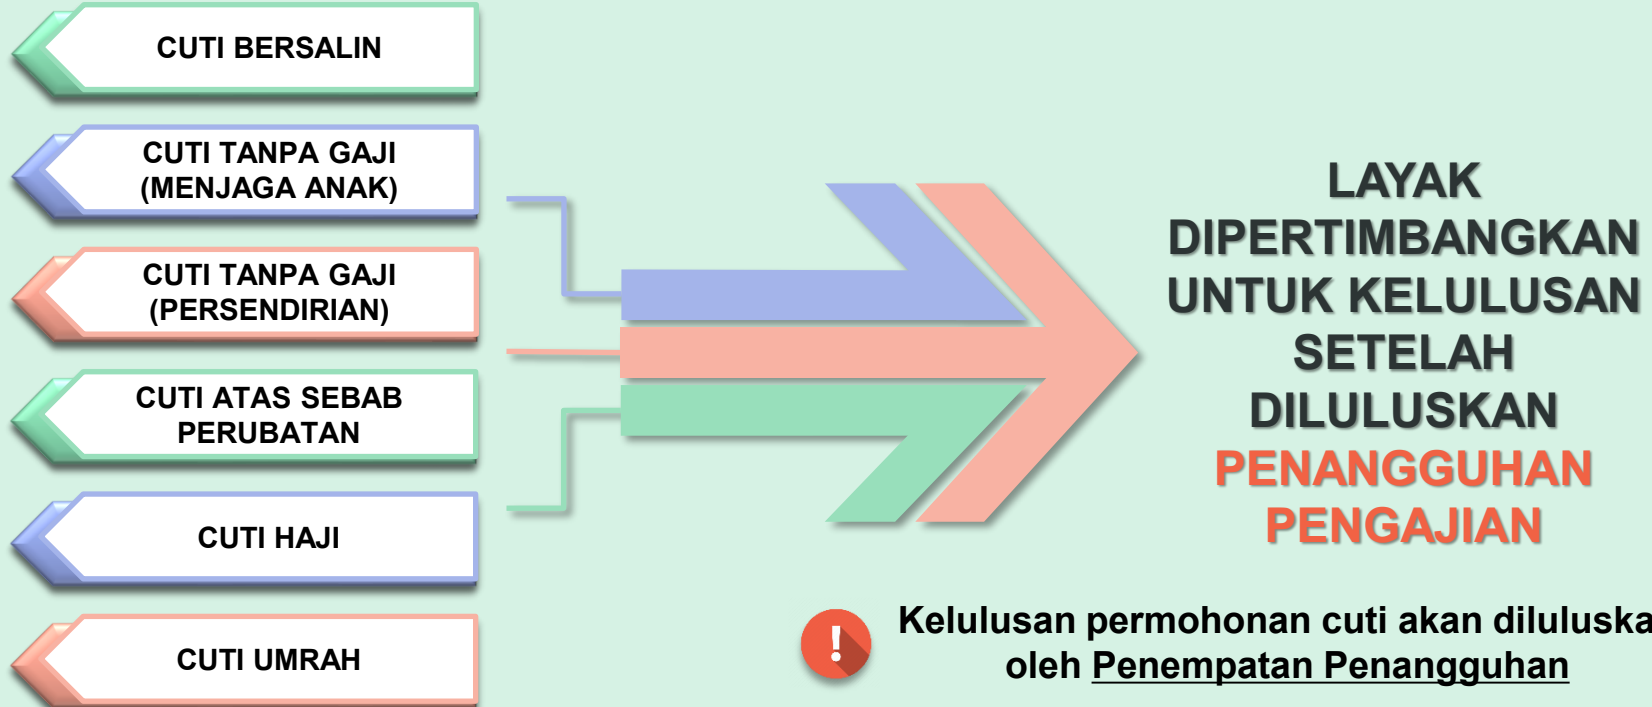 CUTI BERSALIN
CUTI TANPA GAJI
(MENJAGA ANAK)
CUTI TANPA GAJI
(PERSENDIRIAN)
CUTI ATAS SEBAB
PERUBATAN
CUTI HAJI
CUTI UMRAH
LAYAK
DIPERTIMBANGKAN
UNTUK KELULUSAN
SETELAH
DILULUSKAN
PENANGGUHAN
PENGAJIAN
!
Kelulusan permohonan cuti akan diluluska
oleh Penempatan Penangguhan